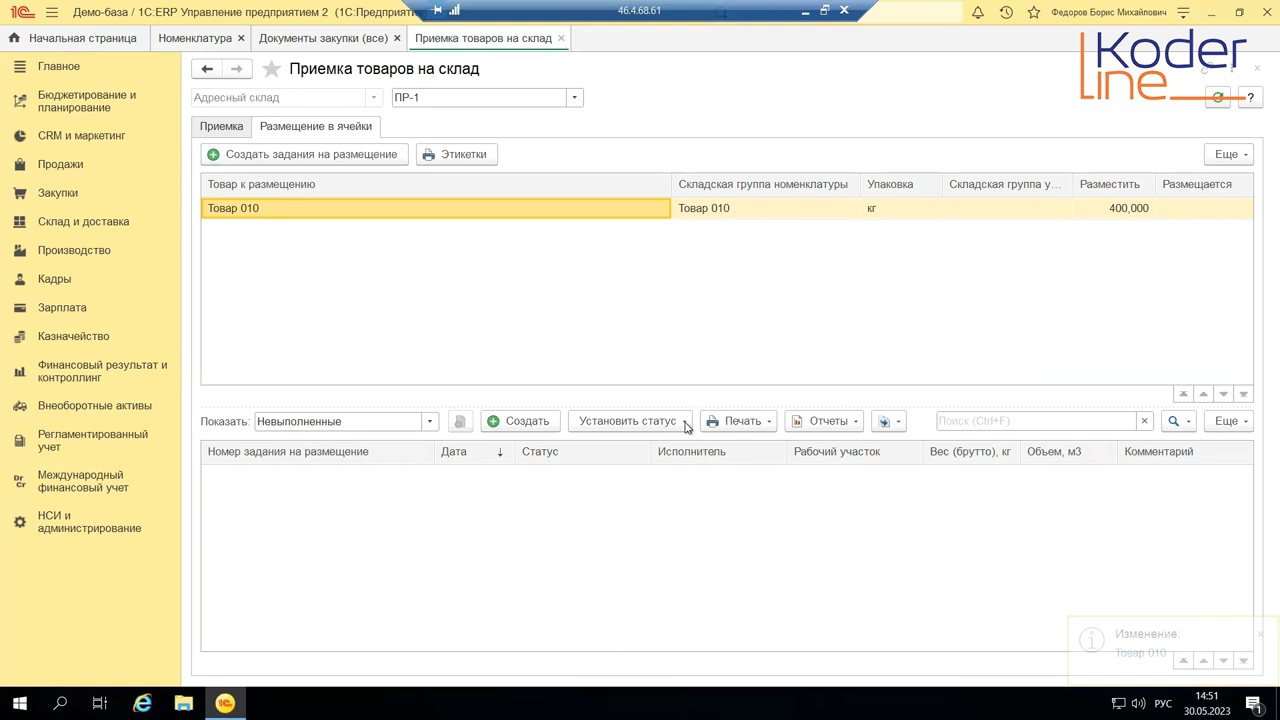 Демо-база / 1С:ERP Управление предприятием 2 (1С:Предприятие
46.4.68.61
Федоров Борис Михайлович
Начальная страница
Номенклатура
Документы закупки (все)
Приемка товаров на склад
Koder
line
Главное
Бюджетирование и
планирование
CRM и маркетинг
Продажи
Закупки
Склад и доставка
Производство
Кадры
Зарплата
Казначейство
Финансовый результат и
контроллинг
Внеоборотные активы
Регламентированный
учет
Международный
финансовый учет
НСИ и
администрирование
Приемка товаров на склад
Адресный склад
ПР-1
?
Приемка
Размещение в ячейки
Создать задания на размещение
Этикетки
Еще
Товар к размещению
Складская группа номенклатуры
Упаковка
Складская группа у...
Разместить
Размещается
Товар 010
Товар 010
кг
400,000
Показать:
Невыполненные
Создать
Установить статус
Печать
Отчеты
Поиск (Ctrl+F)
Еще
Номер задания на размещение
Дата
Статус
Исполнитель
Рабочий участок
Вес (брутто), кг
Объем, м3
Комментарий
Изменение:
Товар 010
РУС
14:51
30.05.2023
1